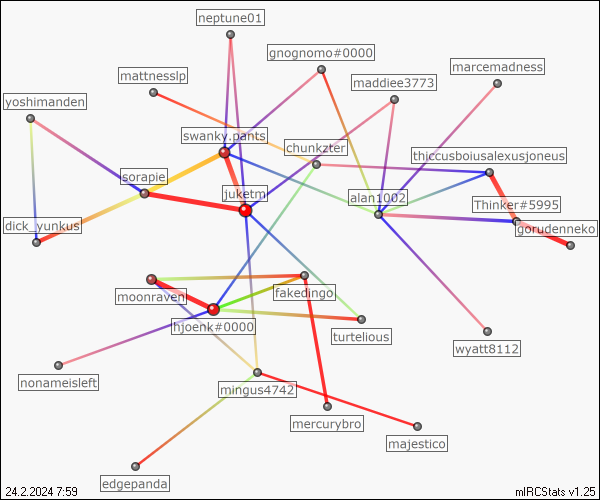 neptune01
gnognomo#0000
marcemadness
mattnesslp
maddiee3773
yoshimanden
swanky.pants
chunkzter
thiccusboiusalexusjoneus
sorapie
juketm
alan1002
Thinker#5995
dick_yunkus
gorudenneko
moonraven
fakedingo
hjoenk#0000
turtelious
wyatt8112
nonameisleft
mingus4742
mercurybro
majestico
edgepanda
24.2.2024 7:59
mIRCStats v1.25